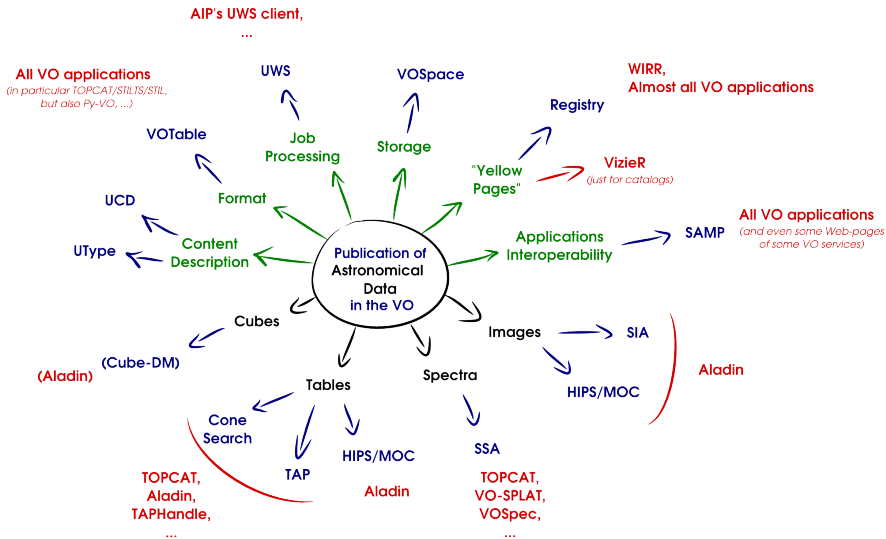 AIP's UWS client,
...
All VO applications
(in particular TOPCAT/STILTS/STIL,
but also Py-VO, ...)
UWS
VOSpace
WIRR,
Almost all VO applications
Registry
VOTable
Job
Processing
Storage
"Yellow
Pages"
VizieR
(just for catalogs)
Format
UCD
UType
Content
Description
Publication of
Astronomical
Data
in the VO
Applications
Interoperability
SAMP
All VO applications
(and even some Web-pages
of some VO services)
Cubes
(Cube-DM)
(Aladin)
Images
SIA
HIPS/MOC
Aladin
Tables
Spectra
Cone
Search
TAP
HIPS/MOC
Aladin
SSA
TOPCAT,
Aladin,
TAPHandle,
...
TOPCAT,
VO-SPLAT,
VOSpec,
...